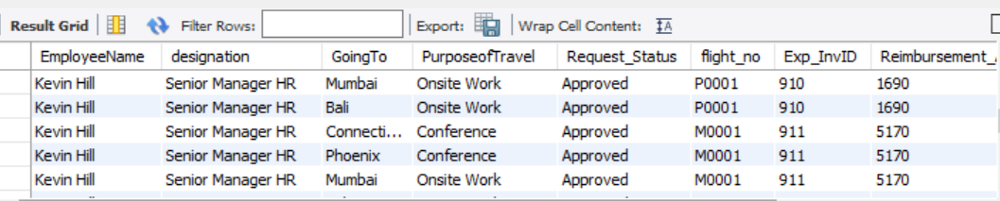 Result Grid Filter Rows: Export: Wrap Cell Content: IA
EmployeeName designation GoingTo PurposeofTravel Request_Status flight_no Exp_InvID Reimbursement_
Kevin Hill Senior Manager HR Mumbai Onsite Work Approved P0001 910 1690
Kevin Hill Senior Manager HR Bali Onsite Work Approved P0001 910 1690
Kevin Hill Senior Manager HR Connecti... Conference Approved M0001 911 5170
Kevin Hill Senior Manager HR Phoenix Conference Approved M0001 911 5170
Kevin Hill Senior Manager HR Mumbai Onsite Work Approved M0001 911 5170